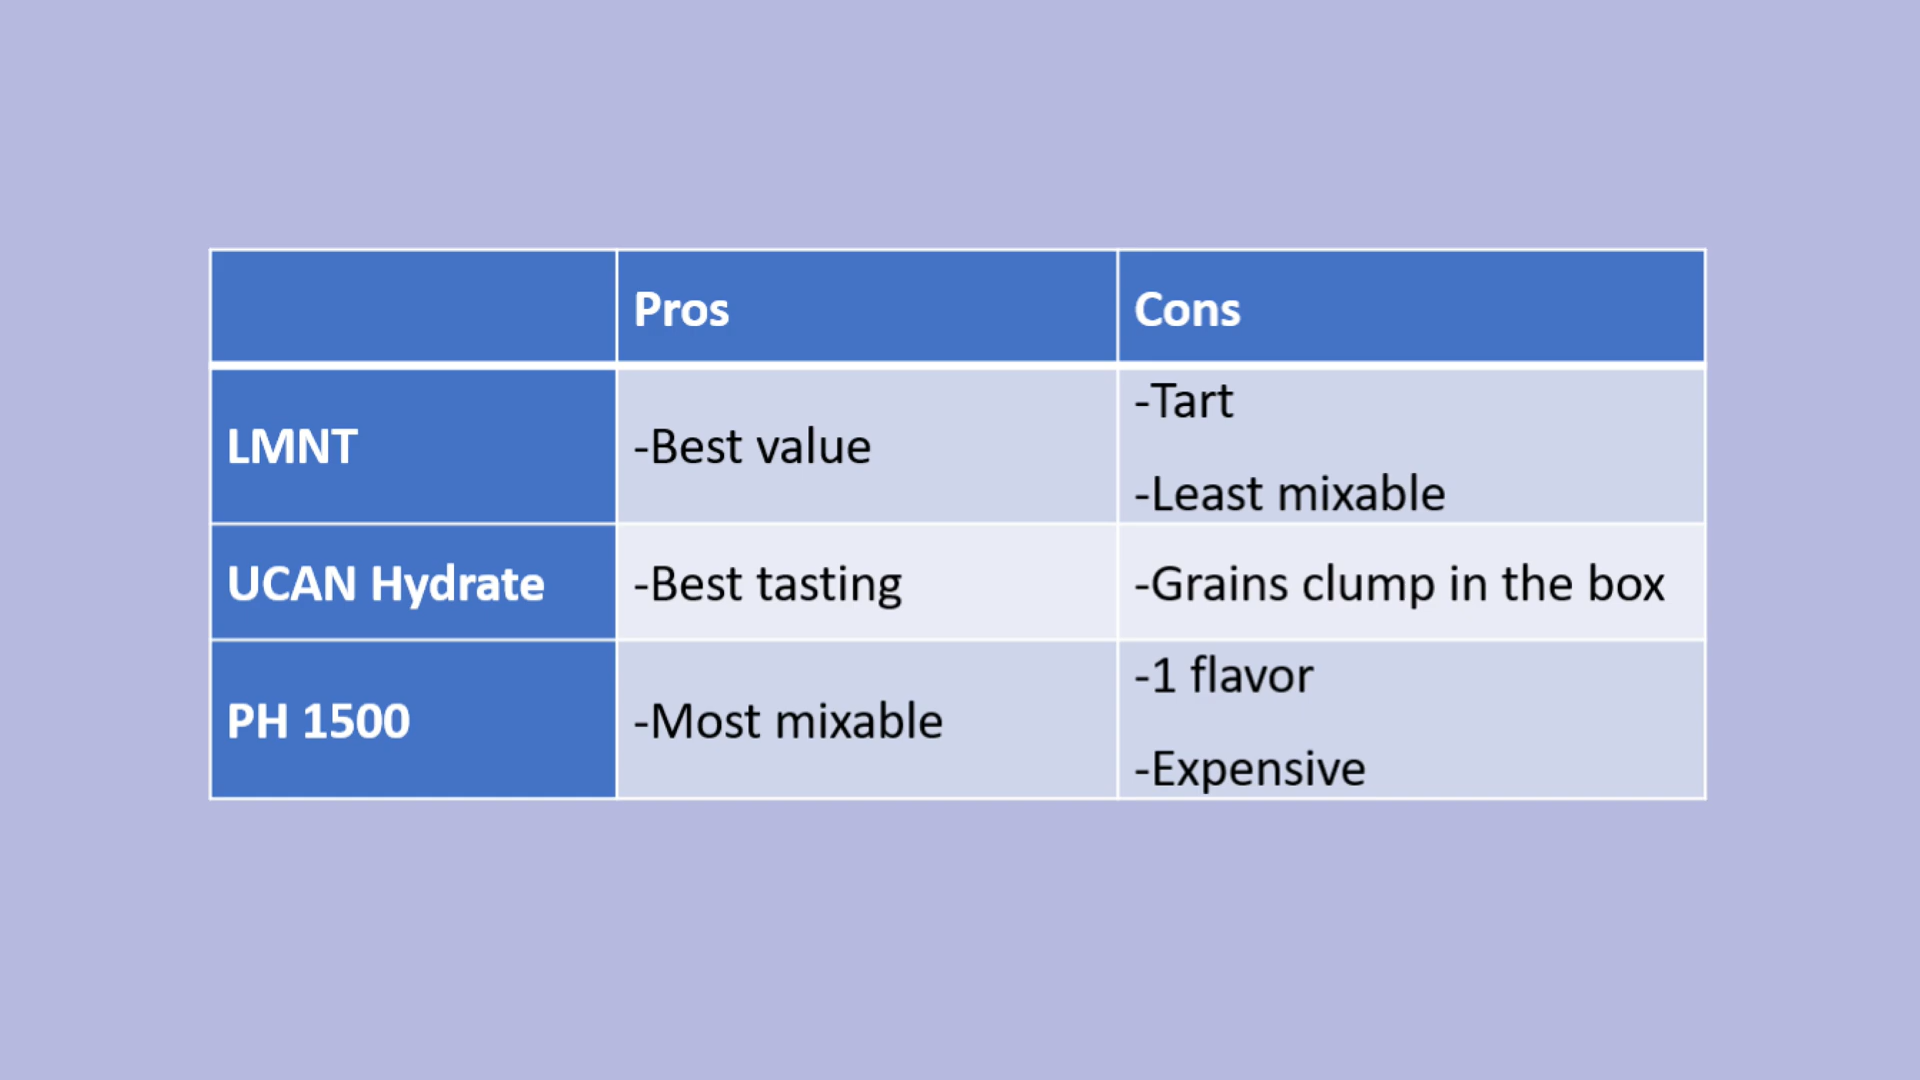 Pros
Cons
LMNT
-Best value
-Tart
-Least mixable
UCAN Hydrate
-Best tasting
-Grains clump in the box
PH 1500
-Most mixable
-1 flavor
-Expensive